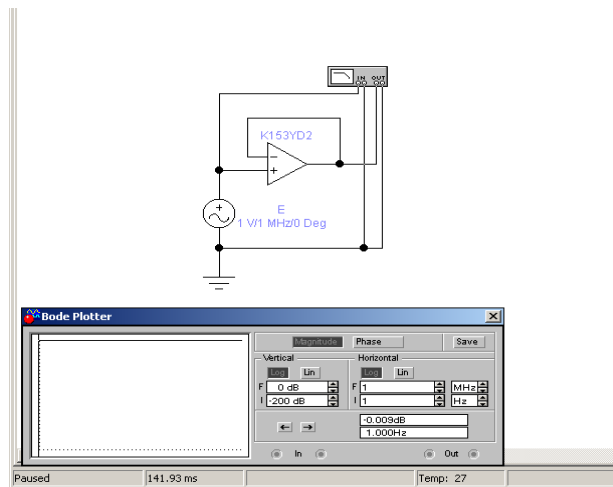 IN OUT
K153YD2
E
1 V/1 MHz/0 Deg
Bode Plotter
Magnitude Phase Save
Vertical Horizontal
Log Lin Log Lin
F 0 dB F 1 MHz
I -200 dB I 1 Hz
-0.009dB
1.000Hz
In Out
Paused 141.93 ms Temp: 27